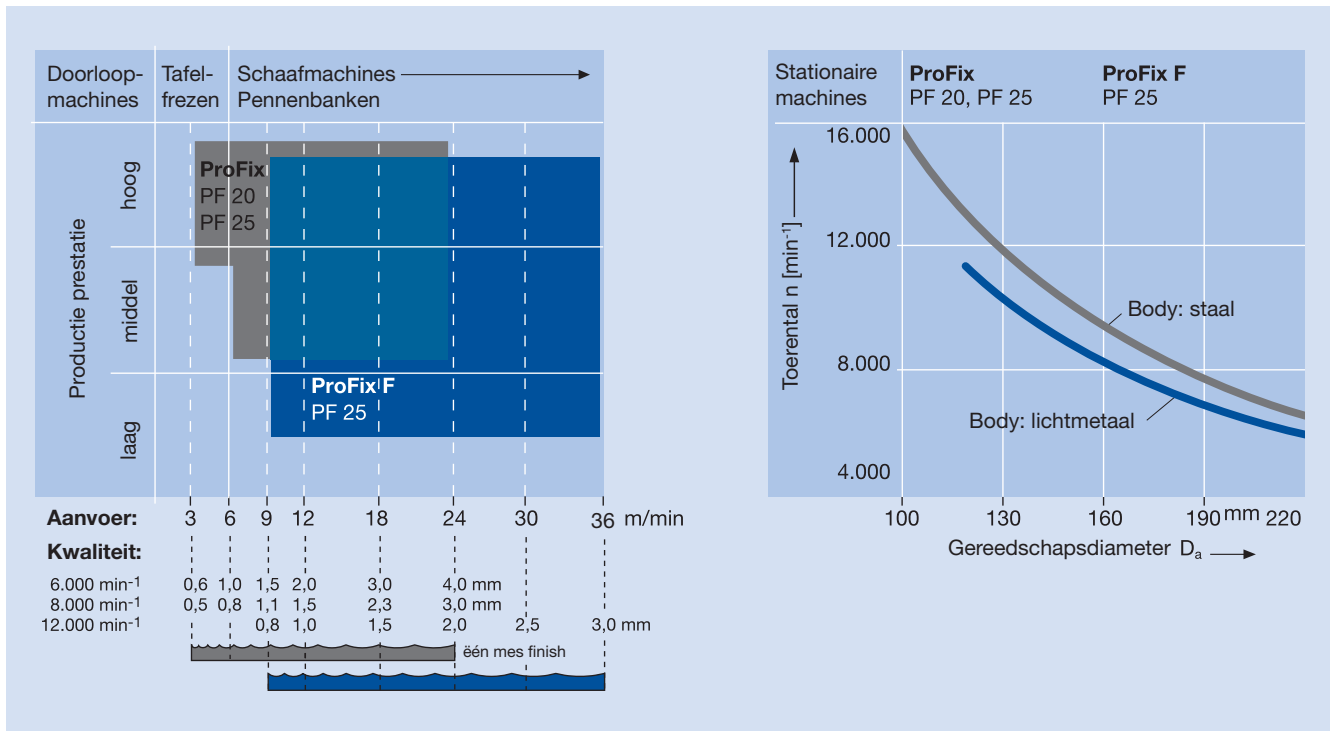 Doorloop-
machines
Tafel-
frezen
Schaafmachines
Pennenbanken
Productie prestatie
hoog
middel
laag
ProFix
PF 20
PF 25
ProFix F
PF 25
Aanvoer: 3 6 9 12 18 24 30 36 m/min
Kwaliteit:
6.000 min-1 0,6 1,0 1,5 2,0 3,0 4,0 mm
8.000 min-1 0,5 0,8 1,1 1,5 2,3 3,0 mm
12.000 min-1 0,8 1,0 1,5 2,0 2,5 3,0 mm
ëén mes finish
Stationaire
machines
ProFix
PF 20, PF 25
ProFix F
PF 25
Toerental n [min-1]
16.000
12.000
8.000
4.000
Body: staal
Body: lichtmetaal
100 130 160 190 mm 220
Gereedschapsdiameter Da